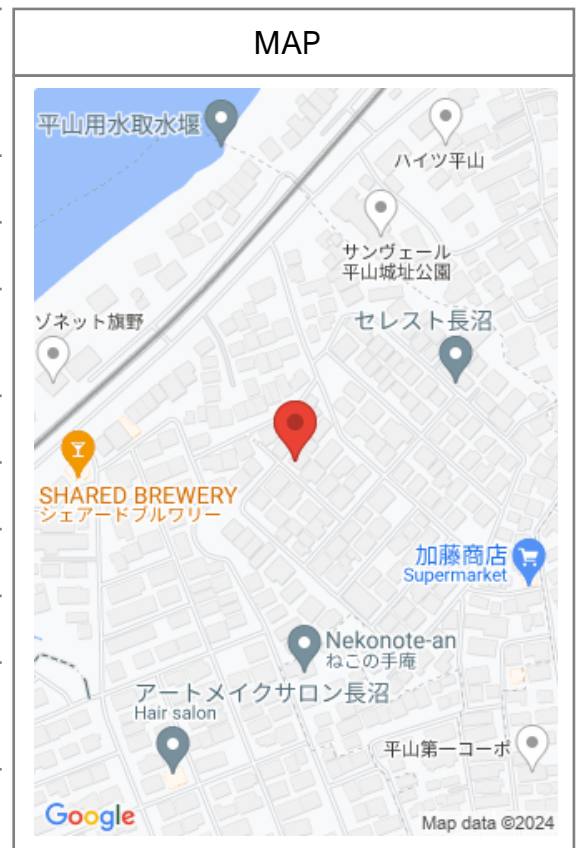 MAP
平山用水取水堰
ハイツ平山
サンヴェール
平山城址公園
ゾネット旗野
セレスト長沼
SHARED BREWERY
シェアードブルワリー
加藤商店
Supermarket
Nekonote-an
ねこの手庵
アートメイクサロン長沼
Hair salon
平山第一コーポ
Google
Map data ©2024